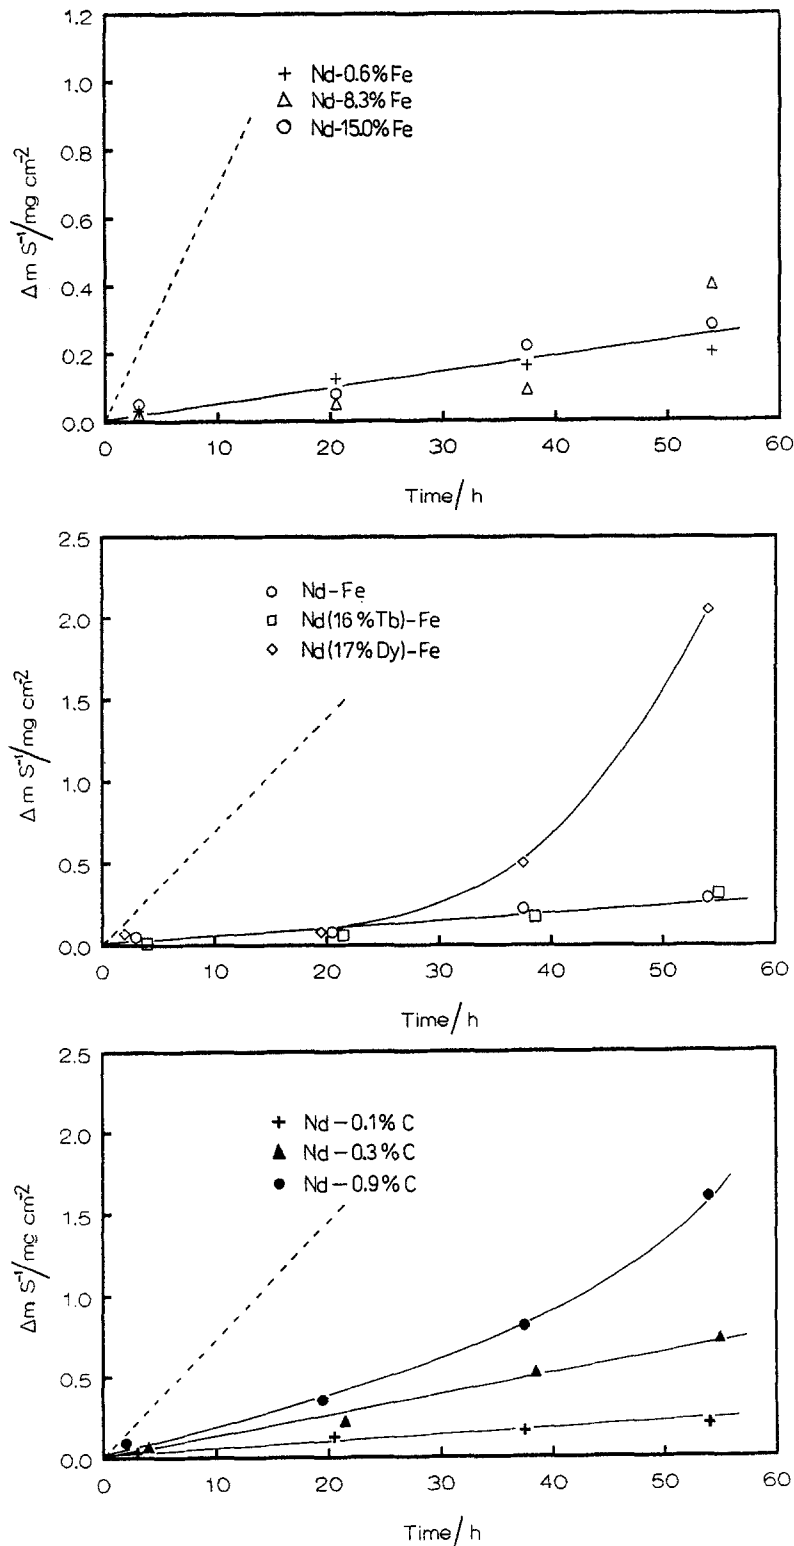 1.2
1.0
0.8
0.6
0.4
0.2
0.0
Δm S⁻¹/mg cm⁻²
+ Nd-0.6%Fe
△ Nd-8.3%Fe
○ Nd-15.0%Fe
0 10 20 30 40 50 60
Time/h
2.5
2.0
1.5
1.0
0.5
0.0
Δm S⁻¹/mg cm⁻²
○ Nd-Fe
□ Nd(16%Tb)-Fe
◇ Nd(17%Dy)-Fe
0 10 20 30 40 50 60
Time/h
2.5
2.0
1.5
1.0
0.5
0.0
Δm S⁻¹/mg cm⁻²
+ Nd-0.1% C
▲ Nd-0.3% C
● Nd-0.9% C
0 10 20 30 40 50 60
Time/h